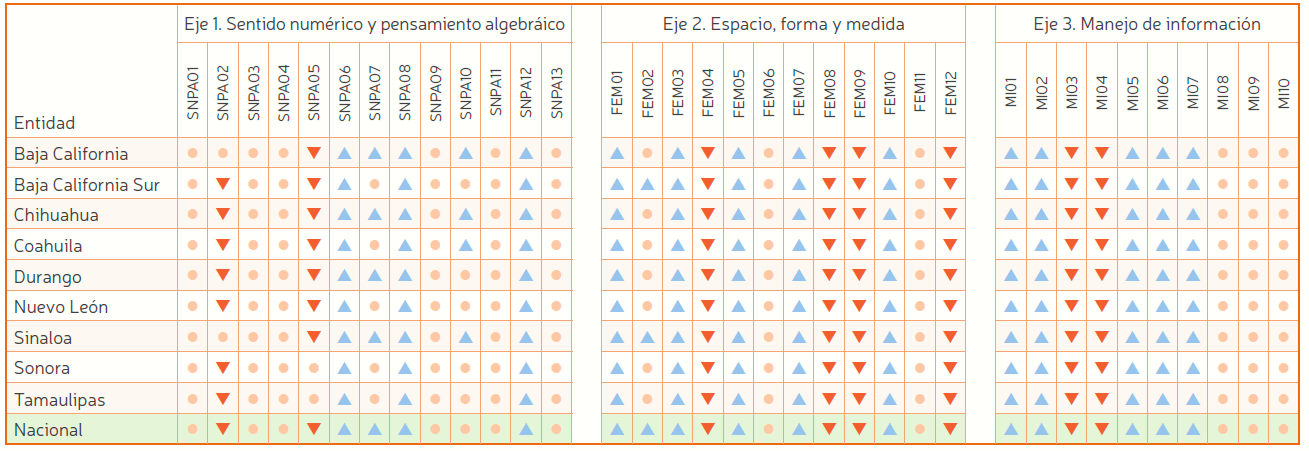 Eje 1. Sentido numérico y pensamiento algebráico Eje 2. Espacio, forma y medida Eje 3. Manejo de información
Entidad SNPA01 SNPA02 SNPA03 SNPA04 SNPA05 SNPA06 SNPA07 SNPA08 SNPA09 SNPA10 SNPA11 SNPA12 SNPA13 FEM01 FEM02 FEM03 FEM04 FEM05 FEM06 FEM07 FEM08 FEM09 FEM10 FEM11 FEM12 MI01 MI02 MI03 MI04 MI05 MI06 MI07 MI08 MI09 MI10
Baja California
Baja California Sur
Chihuahua
Coahuila
Durango
Nuevo León
Sinaloa
Sonora
Tamaulipas
Nacional